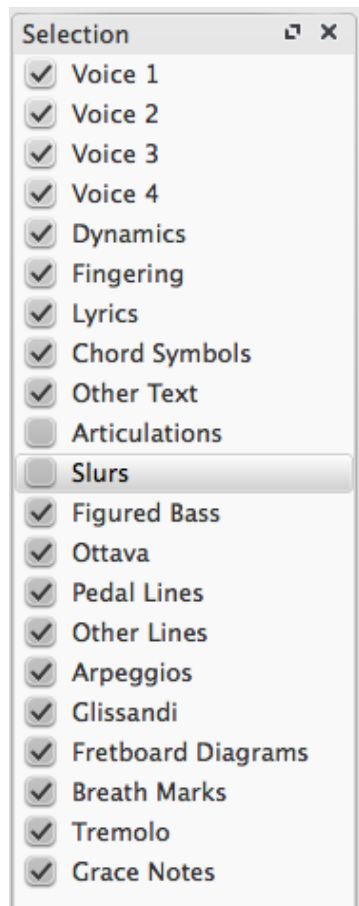 Selection
Voice 1
Voice 2
Voice 3
Voice 4
Dynamics
Fingering
Lyrics
Chord Symbols
Other Text
Articulations
Slurs
Figured Bass
Ottava
Pedal Lines
Other Lines
Arpeggios
Glissandi
Fretboard Diagrams
Breath Marks
Tremolo
Grace Notes